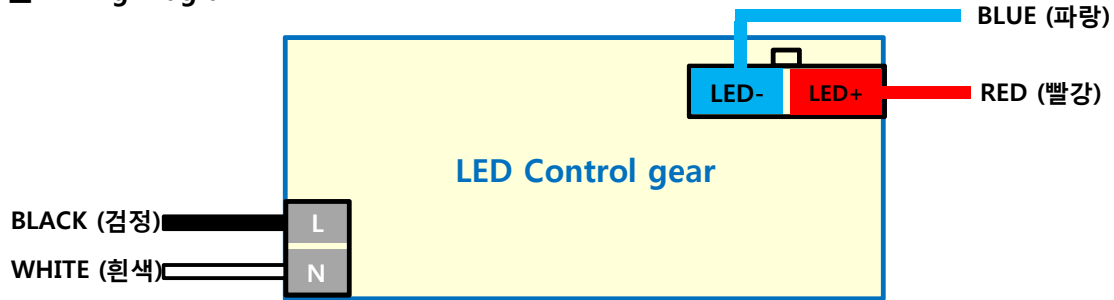 BLUE (파랑)
LED-
LED+
RED (빨강)
LED Control gear
BLACK (검정)
L
WHITE (흰색)
N